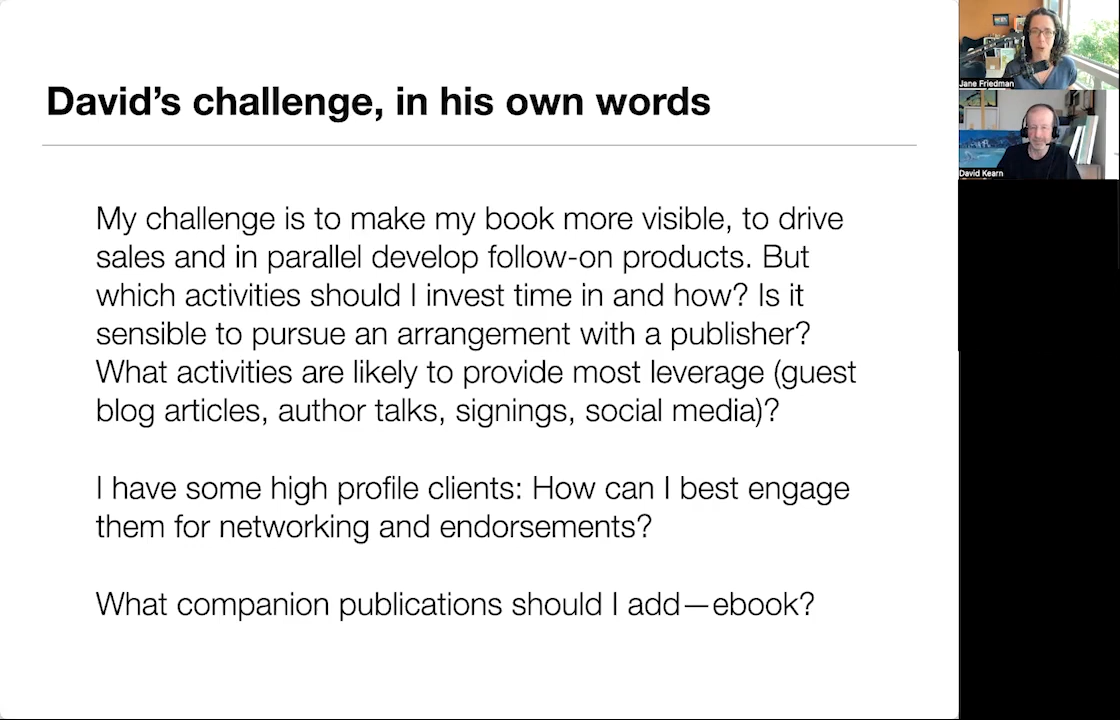 David's challenge, in his own words
My challenge is to make my book more visible, to drive
sales and in parallel develop follow-on products. But
which activities should I invest time in and how? Is it
sensible to pursue an arrangement with a publisher?
What activities are likely to provide most leverage (guest
blog articles, author talks, signings, social media)?
I have some high profile clients: How can I best engage
them for networking and endorsements?
What companion publications should I add—ebook?
Jane Friedman
David Kearn